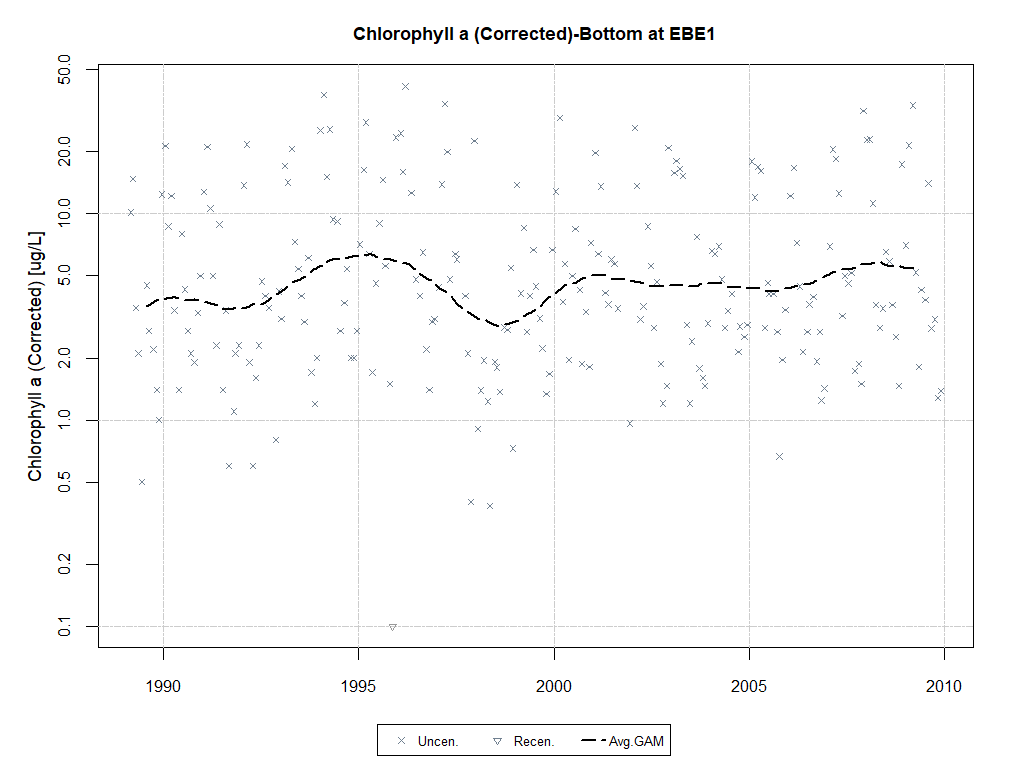 Chlorophyll a (Corrected)-Bottom at EBE1
Chlorophyll a (Corrected) [ug/L]
50.0
20.0
10.0
5.0
2.0
1.0
0.5
0.2
0.1
1990 1995 2000 2005 2010
Uncen. Recen. Avg.GAM